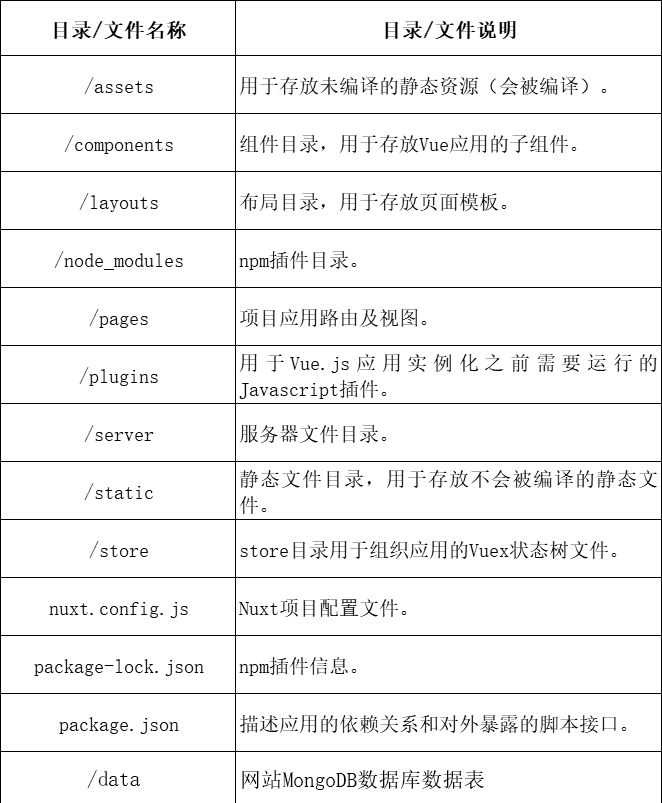 目录/文件名称 目录/文件说明
/assets 用于存放未编译的静态资源（会被编译）。
/components 组件目录，用于存放Vue应用的子组件。
/layouts 布局目录，用于存放页面模板。
/node_modules npm插件目录。
/pages 项目应用路由及视图。
/plugins 用于Vue.js应用实例化之前需要运行的
Javascript插件。
/server 服务器文件目录。
/static 静态文件目录，用于存放不会被编译的静态文
件。
/store store目录用于组织应用的Vuex状态树文件。
nuxt.config.js Nuxt项目配置文件。
package-lock.json npm插件信息。
package.json 描述应用的依赖关系和对外暴露的脚本接口。
/data 网站MongoDB数据库数据表